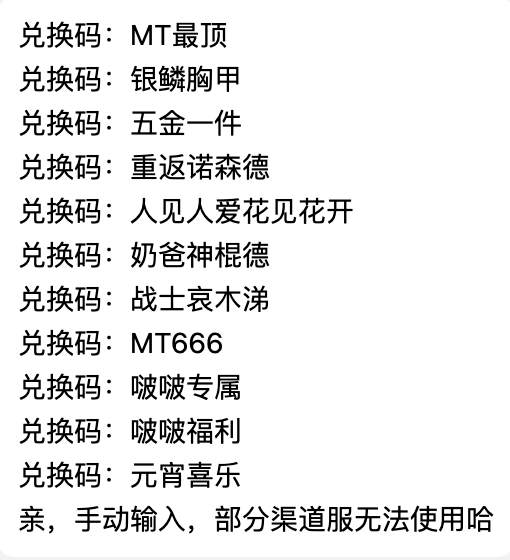 兑换码：MT最顶
兑换码：银鳞胸甲
兑换码：五金一件
兑换码：重返诺森德
兑换码：人见人爱花见花开
兑换码：奶爸神棍德
兑换码：战士哀木涕
兑换码：MT666
兑换码：啵啵专属
兑换码：啵啵福利
兑换码：元宵喜乐
亲，手动输入，部分渠道服无法使用哈